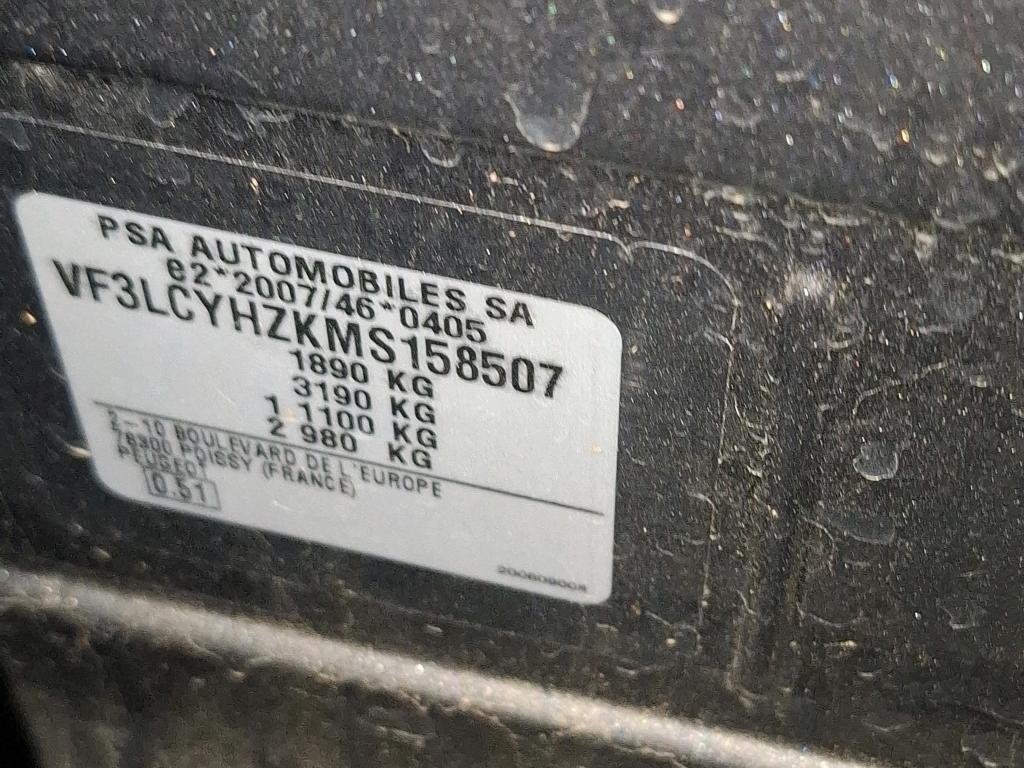 PSA AUTOMOBILES SA
e2*2007/46*0405
VF3LCYHZKMS158507
1890 KG
3190 KG
1 1100 KG
2 980 KG
2-10 BOULEVARD DE L'EUROPE
78300 POISSY (FRANCE)
PEUGEOT
0.51